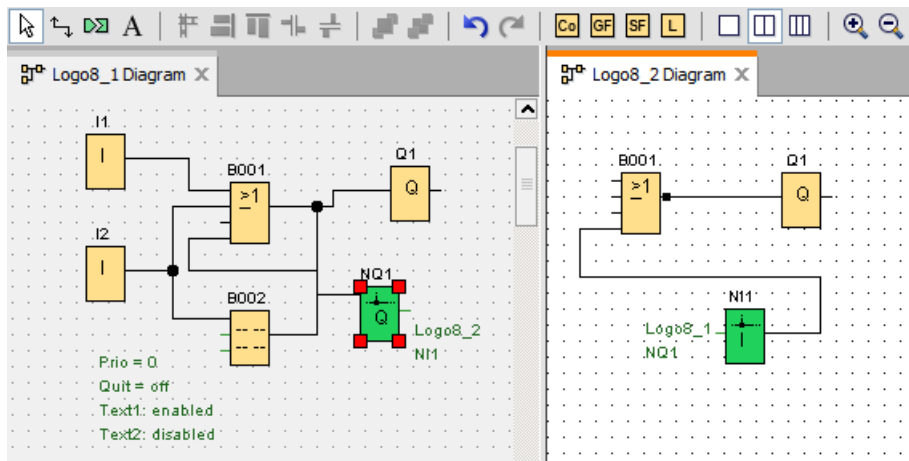 A
Co GF SF L
Logo8_1 Diagram
Logo8_2 Diagram
I1
I
B001
>1
Q1
Q
I2
I
B002
NQ1
Q
Logo8_2
NI1
Prio = 0
Quit = off
Text1: enabled
Text2: disabled
B001
>1
Q1
Q
NI1
I
Logo8_1
NQ1